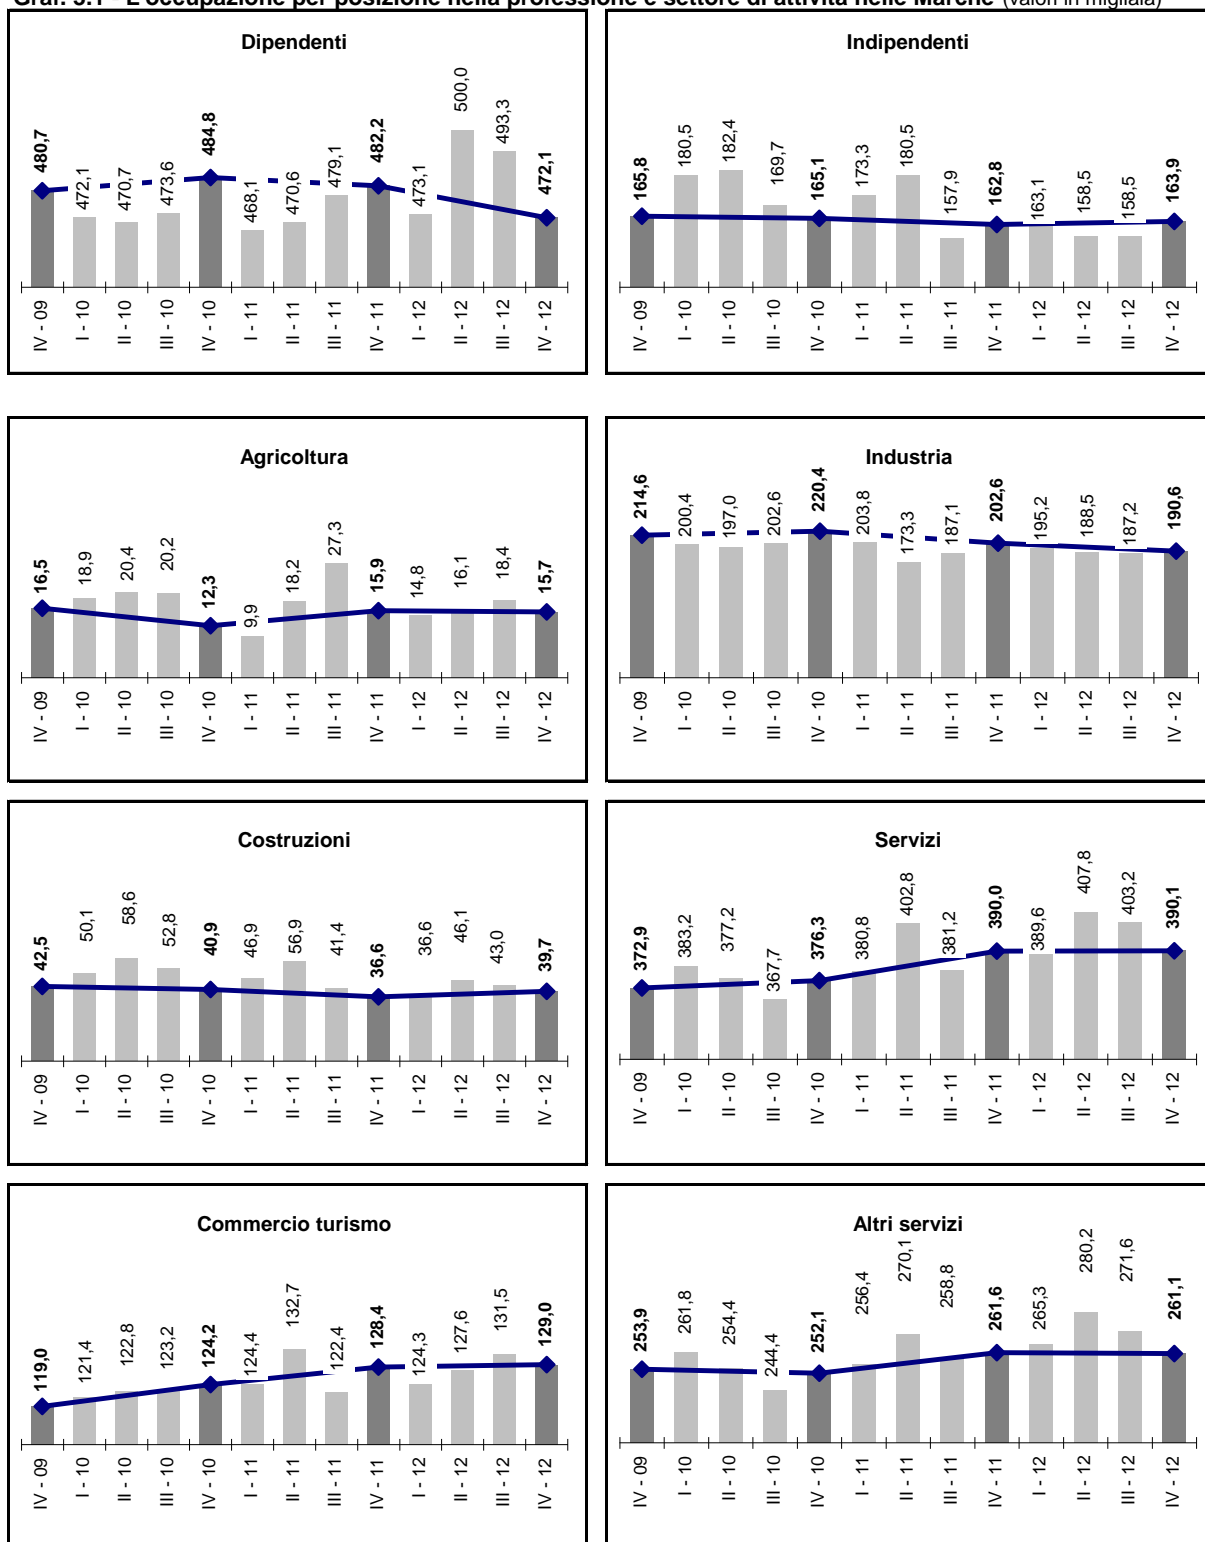 Graf. 3.1 - L'occupazione per posizione nella professione e settore di attività nelle Marche (valori in migliaia)
Dipendenti
480,7 472,1 470,7 473,6 484,8 468,1 470,6 479,1 482,2 473,1 500,0 493,3 472,1
IV - 09 I - 10 II - 10 III - 10 IV - 10 I - 11 II - 11 III - 11 IV - 11 I - 12 II - 12 III - 12 IV - 12
Indipendenti
165,8 180,5 182,4 169,7 165,1 173,3 180,5 157,9 162,8 163,1 158,5 158,5 163,9
IV - 09 I - 10 II - 10 III - 10 IV - 10 I - 11 II - 11 III - 11 IV - 11 I - 12 II - 12 III - 12 IV - 12
Agricoltura
16,5 18,9 20,4 20,2 12,3 9,9 18,2 27,3 15,9 14,8 16,1 18,4 15,7
IV - 09 I - 10 II - 10 III - 10 IV - 10 I - 11 II - 11 III - 11 IV - 11 I - 12 II - 12 III - 12 IV - 12
Industria
214,6 200,4 197,0 202,6 220,4 203,8 173,3 187,1 202,6 195,2 188,5 187,2 190,6
IV - 09 I - 10 II - 10 III - 10 IV - 10 I - 11 II - 11 III - 11 IV - 11 I - 12 II - 12 III - 12 IV - 12
Costruzioni
42,5 50,1 58,6 52,8 40,9 46,9 56,9 41,4 36,6 36,6 46,1 43,0 39,7
IV - 09 I - 10 II - 10 III - 10 IV - 10 I - 11 II - 11 III - 11 IV - 11 I - 12 II - 12 III - 12 IV - 12
Servizi
372,9 383,2 377,2 367,7 376,3 380,8 402,8 381,2 390,0 389,6 407,8 403,2 390,1
IV - 09 I - 10 II - 10 III - 10 IV - 10 I - 11 II - 11 III - 11 IV - 11 I - 12 II - 12 III - 12 IV - 12
Commercio turismo
119,0 121,4 122,8 123,2 124,2 124,4 132,7 122,4 128,4 124,3 127,6 131,5 129,0
IV - 09 I - 10 II - 10 III - 10 IV - 10 I - 11 II - 11 III - 11 IV - 11 I - 12 II - 12 III - 12 IV - 12
Altri servizi
253,9 261,8 254,4 244,4 252,1 256,4 270,1 258,8 261,6 265,3 280,2 271,6 261,1
IV - 09 I - 10 II - 10 III - 10 IV - 10 I - 11 II - 11 III - 11 IV - 11 I - 12 II - 12 III - 12 IV - 12